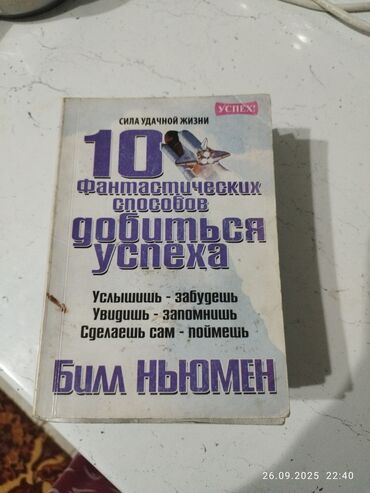 СИЛА УДАЧНОЙ ЖИЗНИ
УСПЕХ!
10
Фантастических
способов
добиться
успеха
Услышишь - забудешь
Увидишь - запомнишь
Сделаешь сам - поймешь
БИЛЛ НЬЮМЕН
26.09.2025 22:40